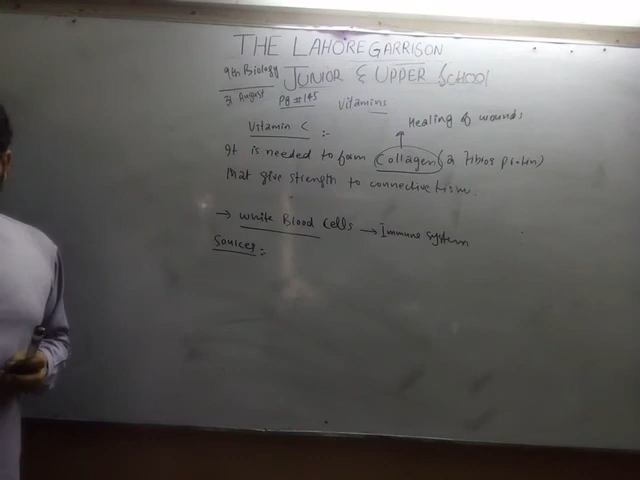 THE LAHORE GARRISON
9th Biology JUNIOR & UPPER SCHOOL
31 August Pg # 145 Vitamins
Healing of wounds
Vitamin C :-
It is needed to form Collagen (a Fibios protein)
that give strength to connective tissue.
→ White Blood Cells → Immune system
Sources :